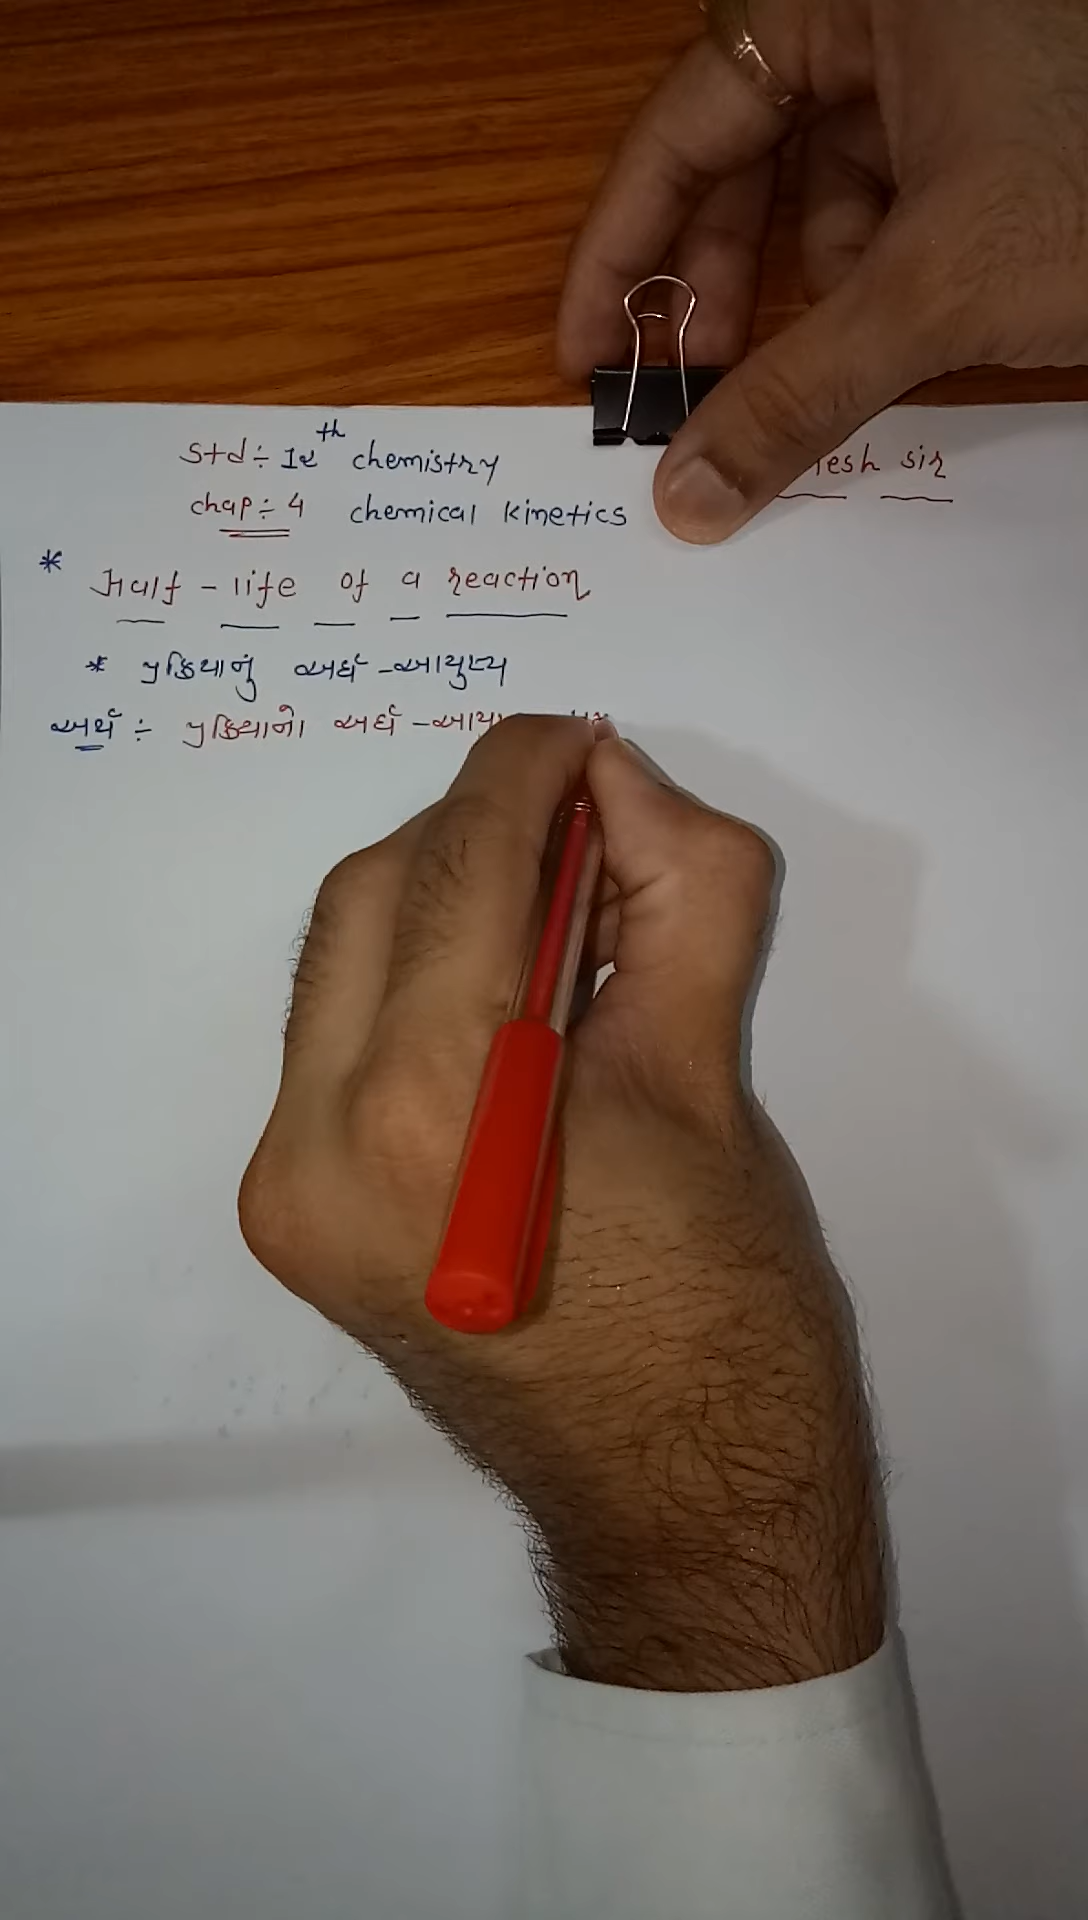 Std÷ 12th chemistry
sir
chap÷ 4 chemical kinetics
* Half - life of a reaction
* પ્રક્રિયાનું અર્ધ -આયુષ્ય
અર્થ ÷ પ્રક્રિયાનો અર્ધ -